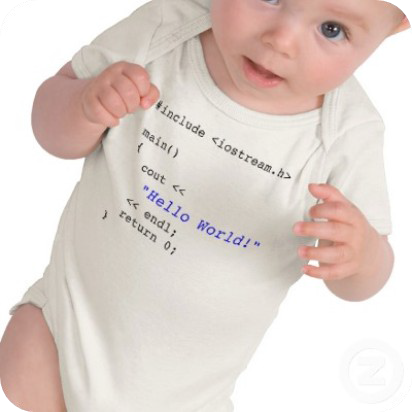 #include <iostream.h>
main()
{
cout <<
"Hello World!"
<< endl;
} return 0;
Z